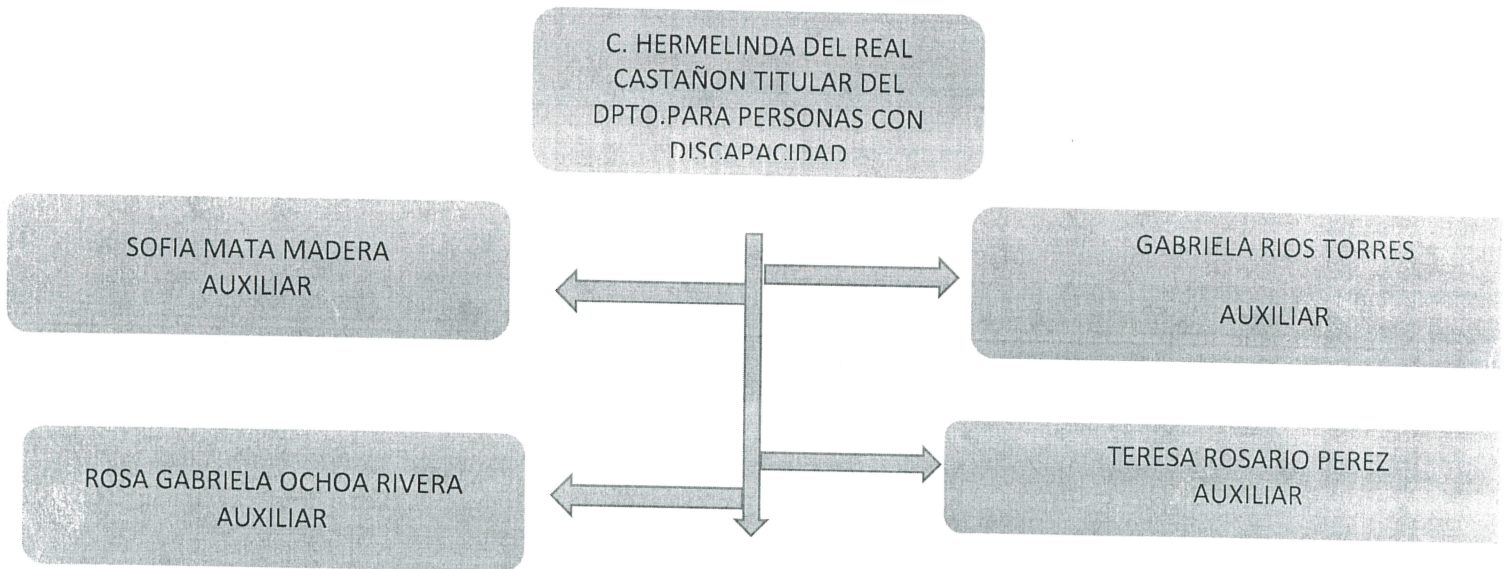 C. HERMELINDA DEL REAL
CASTAÑON TITULAR DEL
DPTO.PARA PERSONAS CON
DISCAPACIDAD
SOFIA MATA MADERA
AUXILIAR
GABRIELA RIOS TORRES
AUXILIAR
ROSA GABRIELA OCHOA RIVERA
AUXILIAR
TERESA ROSARIO PEREZ
AUXILIAR